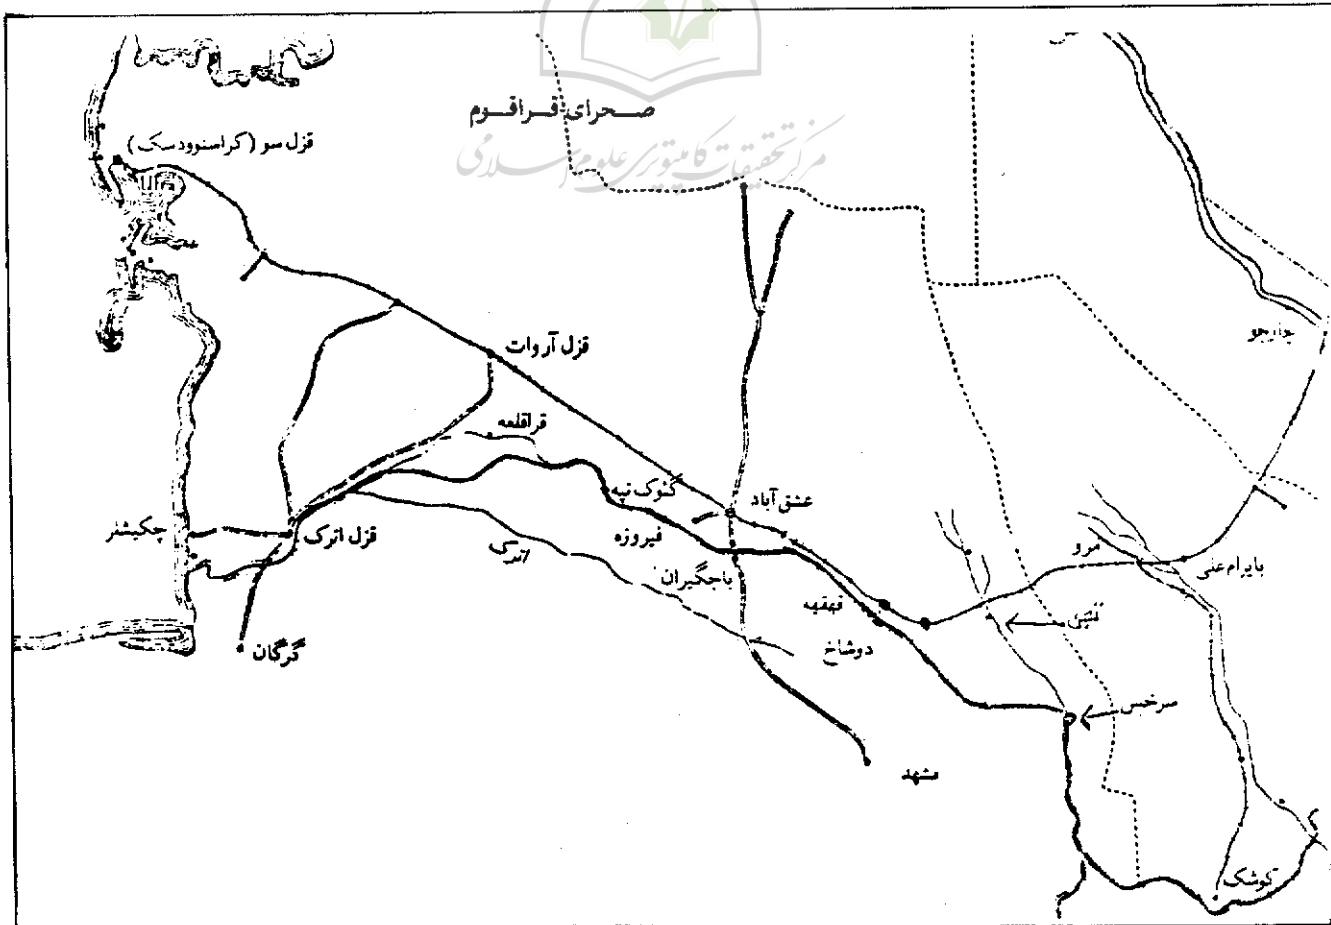 صحرای قراقوم
مرکز تحقیقات کامپیوتری علوم اسلامی
قزل سو (کراسنوودسک)
چارجو
قزل آروات
قراقلعه
گوک تپه
عشق آباد
چکیشلر
قزل اترک
اترک
فیروزه
مرو
بایرام علی
باجگیران
قهقهه
تجن
گرگان
دوشاخ
سرخس
مشهد
کوشک